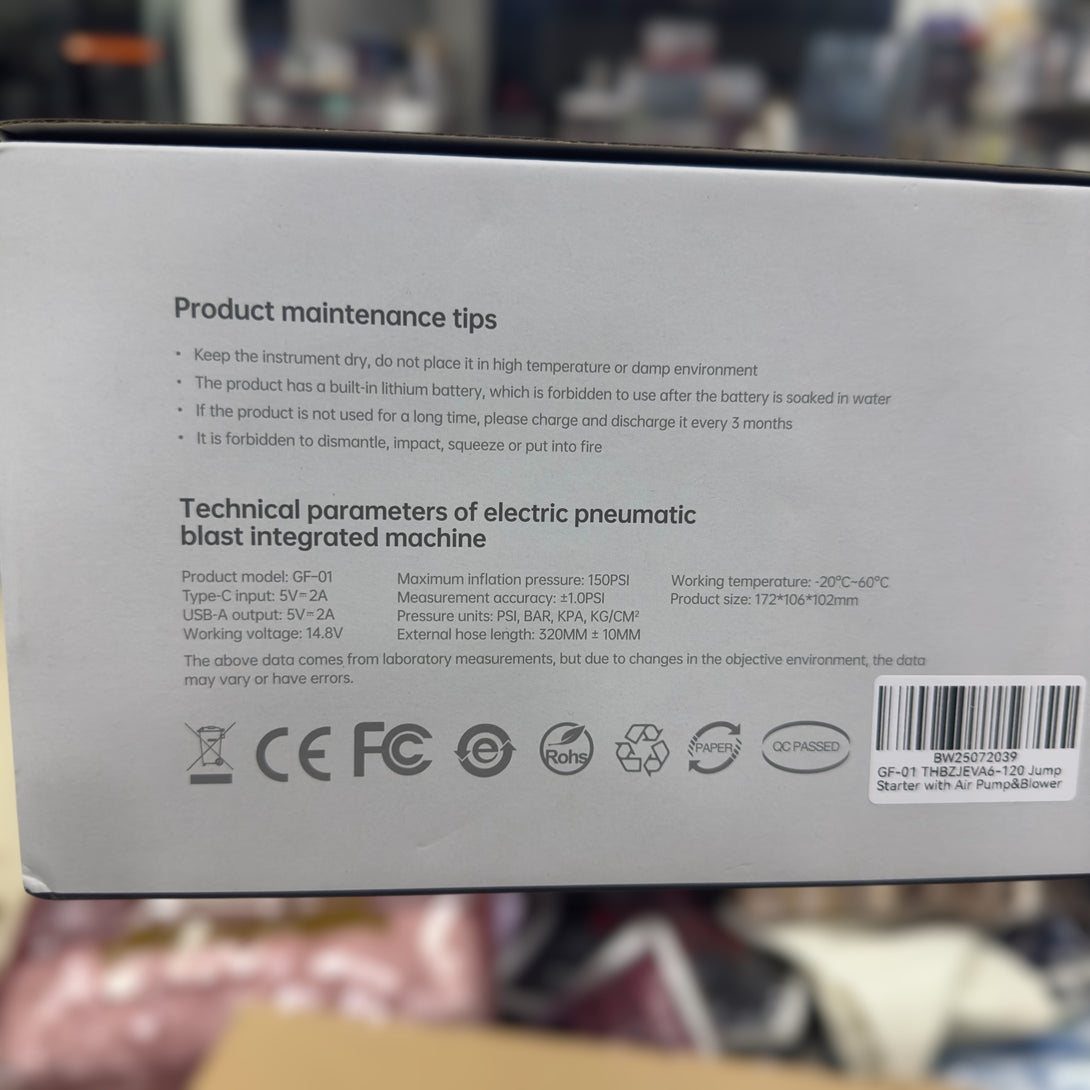 Product maintenance tips
• Keep the instrument dry, do not place it in high temperature or damp environment
• The product has a built-in lithium battery, which is forbidden to use after the battery is soaked in water
• If the product is not used for a long time, please charge and discharge it every 3 months
• It is forbidden to dismantle, impact, squeeze or put into fire
Technical parameters of electric pneumatic
blast integrated machine
Product model: GF-01
Type-C input: 5V=2A
USB-A output: 5V=2A
Working voltage: 14.8V
Maximum inflation pressure: 150PSI
Measurement accuracy: ±1.0PSI
Pressure units: PSI, BAR, KPA, KG/CM²
External hose length: 320MM ± 10MM
Working temperature: -20°C~60°C
Product size: 172*106*102mm
The above data comes from laboratory measurements, but due to changes in the objective environment, the data
may vary or have errors.
CE FC e Rohs PAPER QC PASSED
BW25072039
GF-01 THBZJEVA6-120 Jump
Starter with Air Pump&Blower